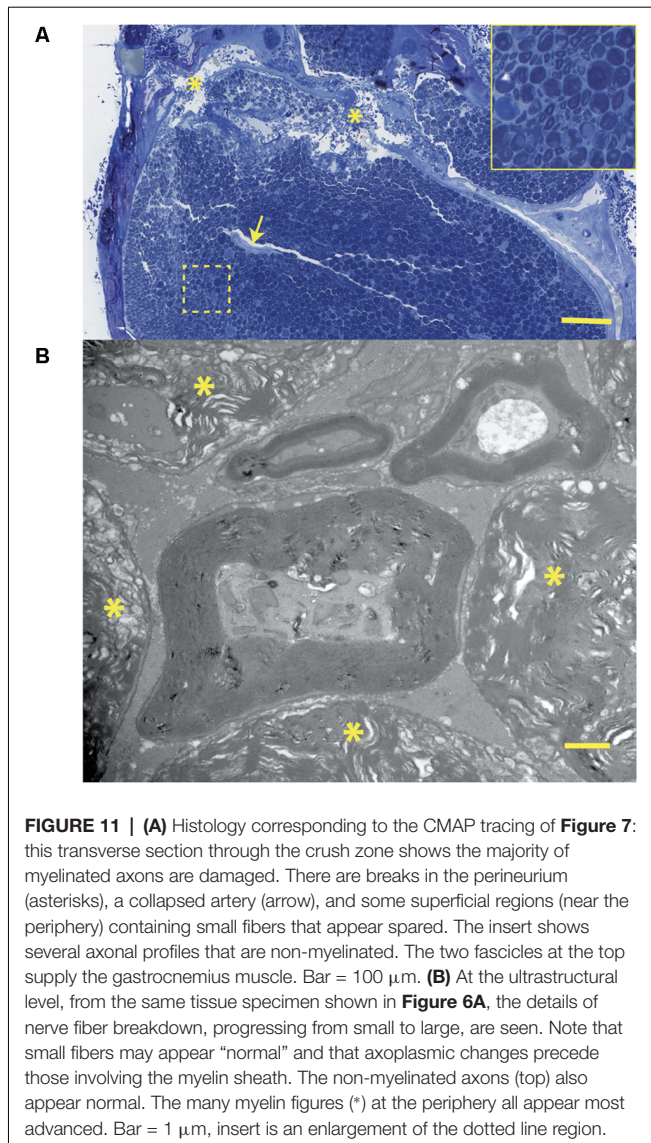 A
B
FIGURE 11 | (A) Histology corresponding to the CMAP tracing of Figure 7:
this transverse section through the crush zone shows the majority of
myelinated axons are damaged. There are breaks in the perineurium
(asterisks), a collapsed artery (arrow), and some superficial regions (near the
periphery) containing small fibers that appear spared. The insert shows
several axonal profiles that are non-myelinated. The two fascicles at the top
supply the gastrocnemius muscle. Bar = 100 μm. (B) At the ultrastructural
level, from the same tissue specimen shown in Figure 6A, the details of
nerve fiber breakdown, progressing from small to large, are seen. Note that
small fibers may appear “normal” and that axoplasmic changes precede
those involving the myelin sheath. The non-myelinated axons (top) also
appear normal. The many myelin figures (*) at the periphery all appear most
advanced. Bar = 1 μm, insert is an enlargement of the dotted line region.